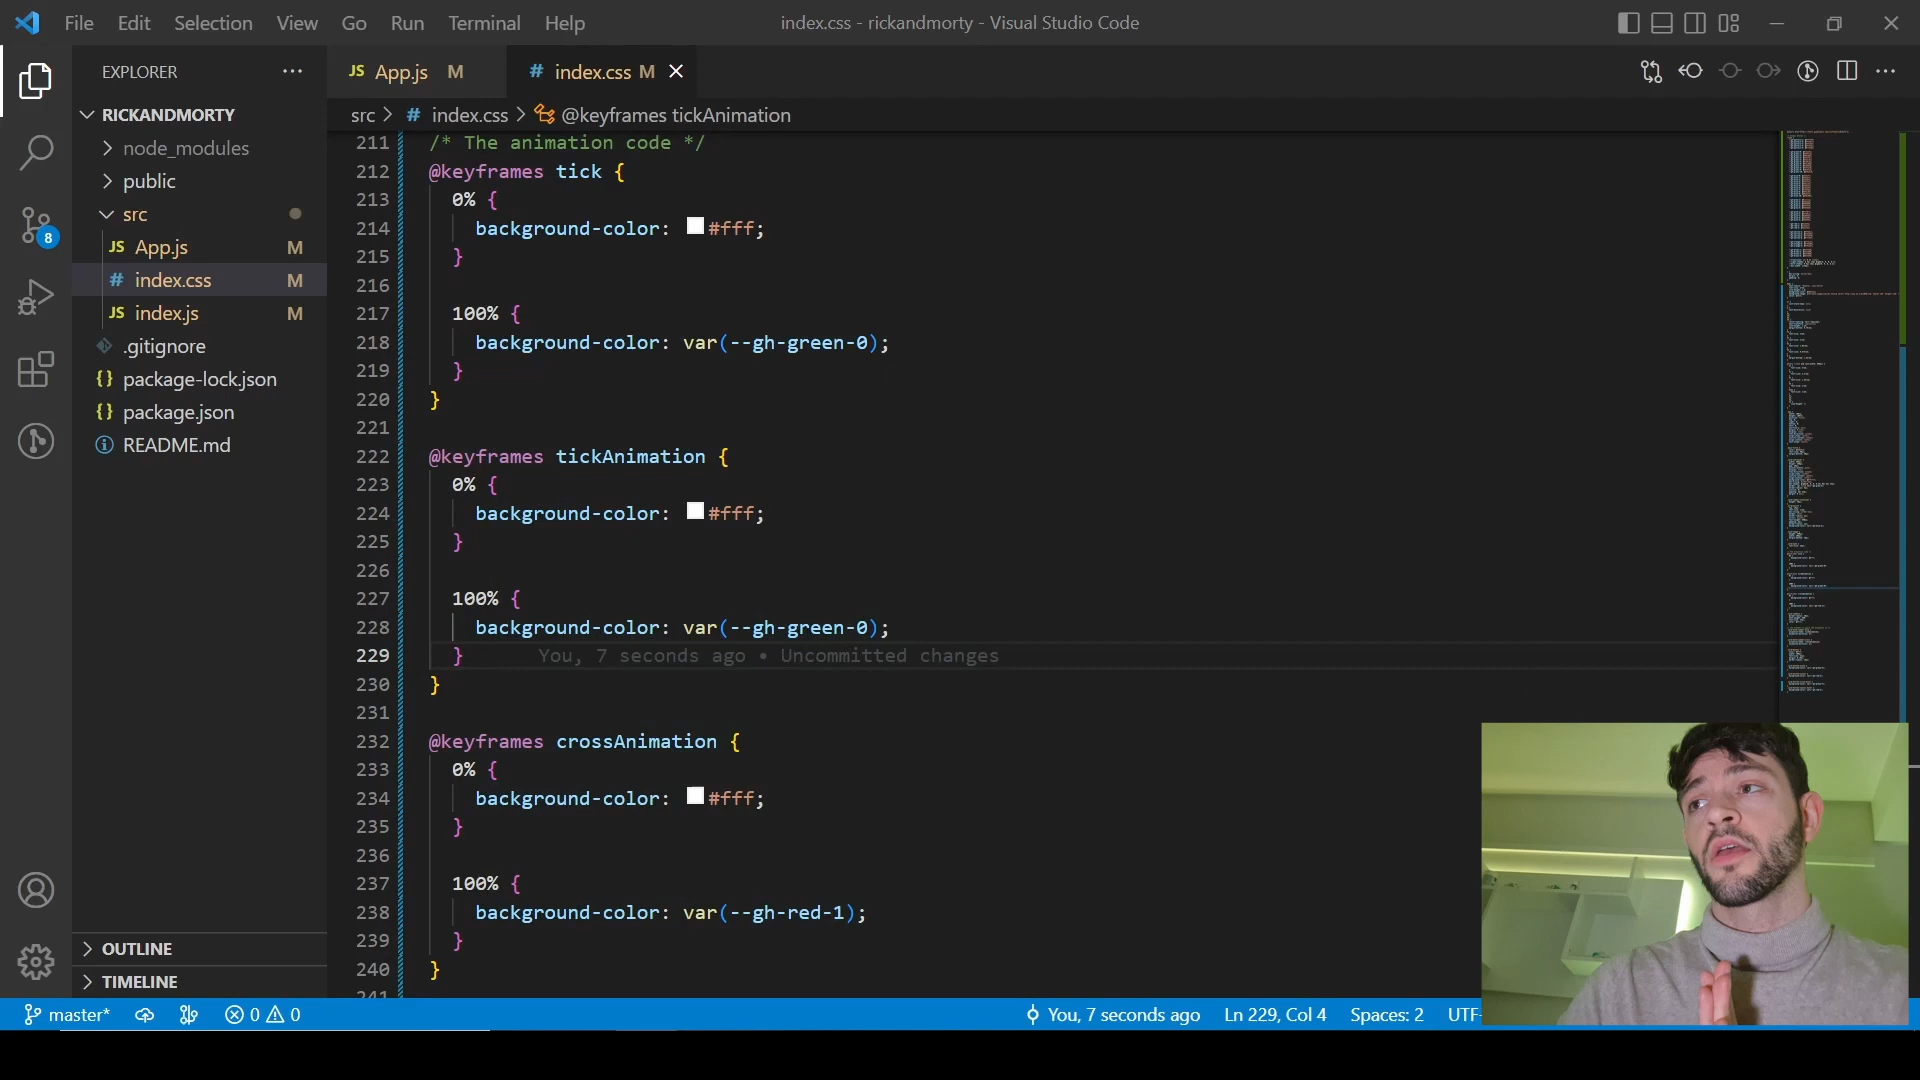 File Edit Selection View Go Run Terminal Help
index.css - rickandmorty - Visual Studio Code
EXPLORER
JS App.js M
# index.css M
RICKANDMORTY
src > # index.css > @keyframes tickAnimation
node_modules
public
src
JS App.js M
# index.css M
JS index.js M
.gitignore
{} package-lock.json
{} package.json
README.md
8
OUTLINE
TIMELINE
211 /* The animation code */
212 @keyframes tick {
213 0% {
214 background-color: #fff;
215 }
216
217 100% {
218 background-color: var(--gh-green-0);
219 }
220 }
221
222 @keyframes tickAnimation {
223 0% {
224 background-color: #fff;
225 }
226
227 100% {
228 background-color: var(--gh-green-0);
229 } You, 7 seconds ago • Uncommitted changes
230 }
231
232 @keyframes crossAnimation {
233 0% {
234 background-color: #fff;
235 }
236
237 100% {
238 background-color: var(--gh-red-1);
239 }
240 }
241
master* 0 0 You, 7 seconds ago Ln 229, Col 4 Spaces: 2 UTF-